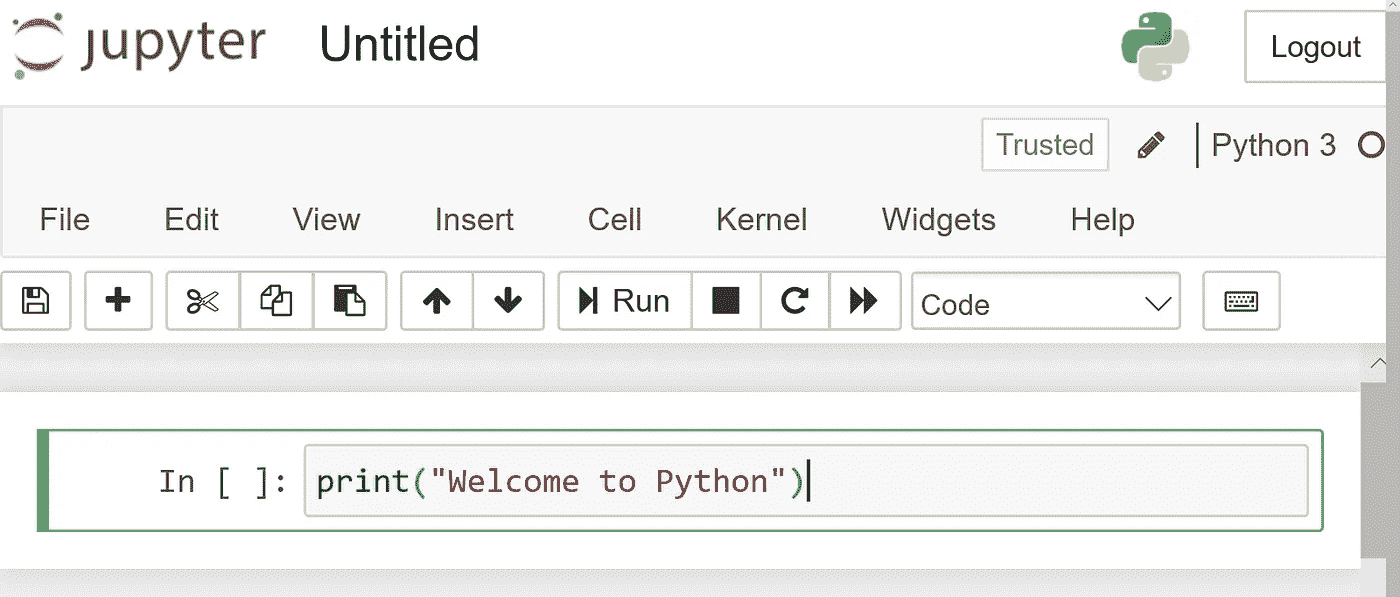 jupyter Untitled Logout
Trusted Python 3
File Edit View Insert Cell Kernel Widgets Help
Run Code
In [ ]: print("Welcome to Python")